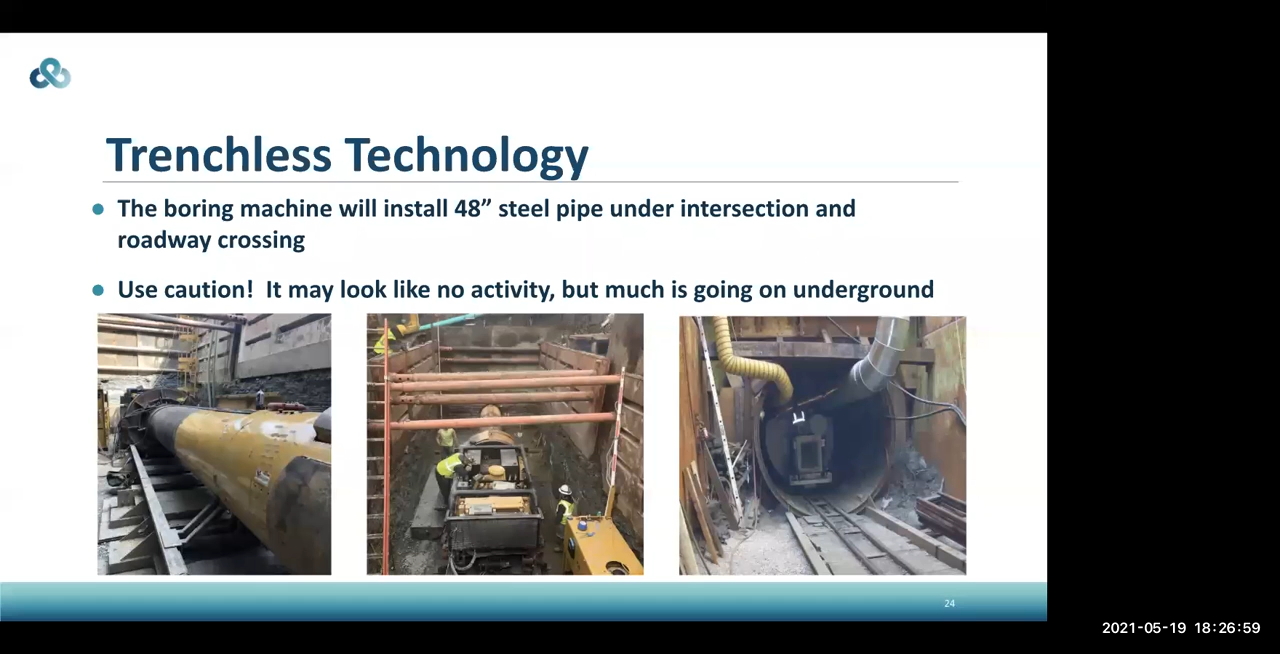 Trenchless Technology
● The boring machine will install 48” steel pipe under intersection and
roadway crossing
● Use caution!  It may look like no activity, but much is going on underground
24
2021-05-19 18:26:59